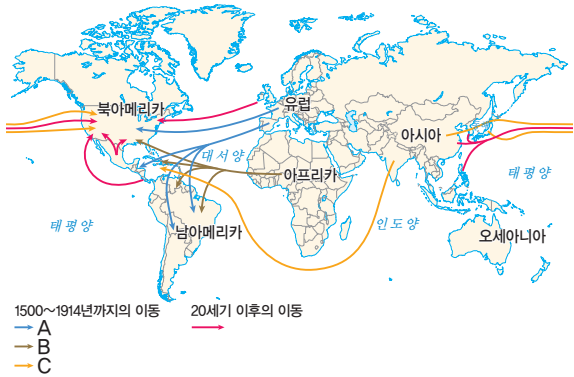 북아메리카
유럽
아시아
대서양
아프리카
태평양
태평양
인도양
남아메리카
오세아니아
1500~1914년까지의 이동 20세기 이후의 이동
A
B
C